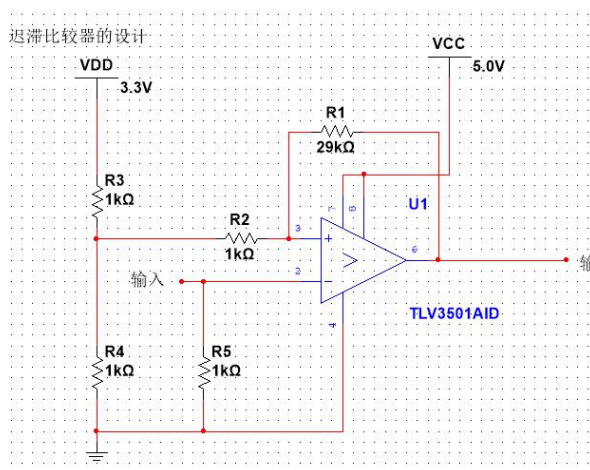 迟滞比较器的设计
VDD
3.3V
VCC
5.0V
R1
29kΩ
R3
1kΩ
R2
1kΩ
U1
7
8
3
2
6
4
输入
输
TLV3501AID
R4
1kΩ
R5
1kΩ